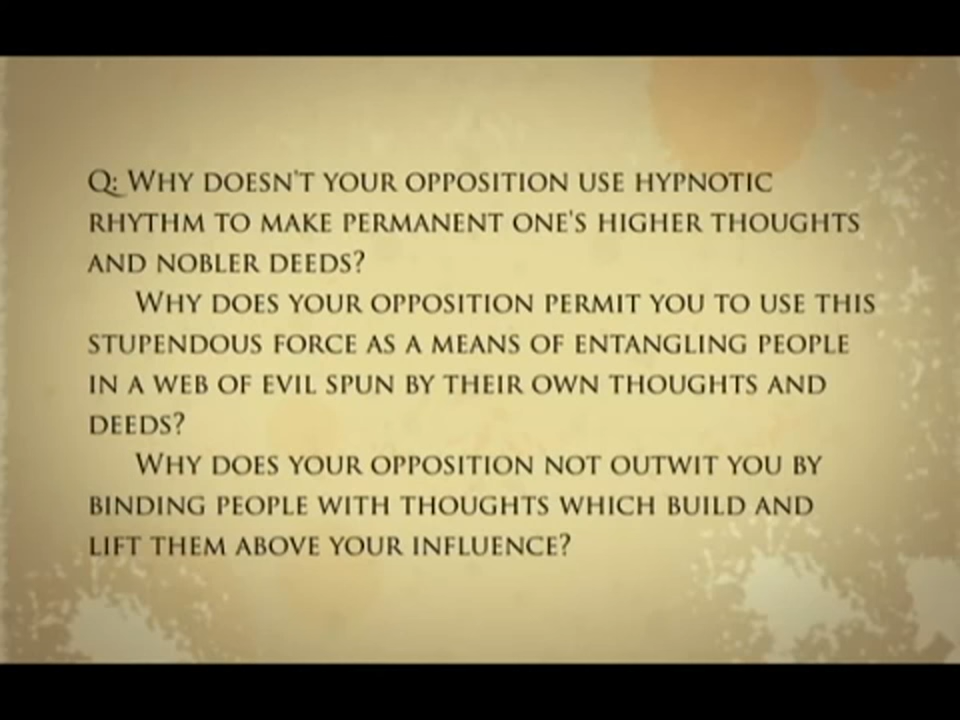 Q: WHY DOESN'T YOUR OPPOSITION USE HYPNOTIC
RHYTHM TO MAKE PERMANENT ONE'S HIGHER THOUGHTS
AND NOBLER DEEDS?
WHY DOES YOUR OPPOSITION PERMIT YOU TO USE THIS
STUPENDOUS FORCE AS A MEANS OF ENTANGLING PEOPLE
IN A WEB OF EVIL SPUN BY THEIR OWN THOUGHTS AND
DEEDS?
WHY DOES YOUR OPPOSITION NOT OUTWIT YOU BY
BINDING PEOPLE WITH THOUGHTS WHICH BUILD AND
LIFT THEM ABOVE YOUR INFLUENCE?